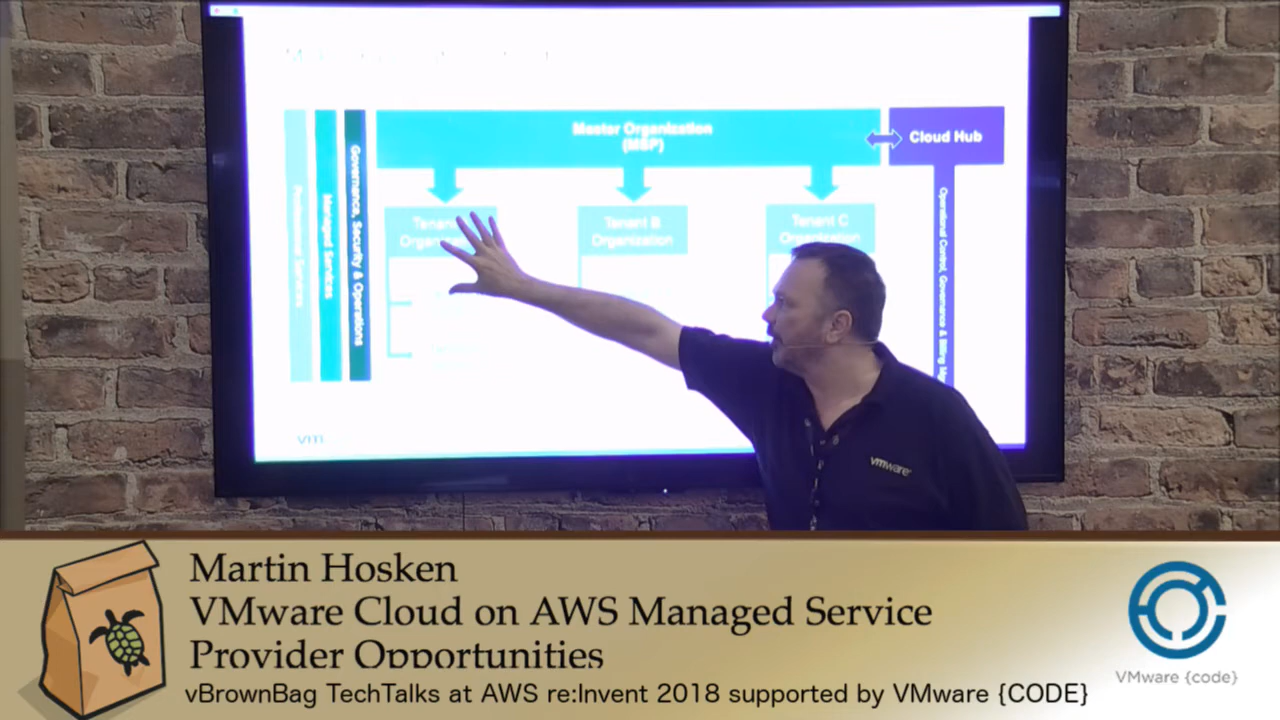 Master Organization
(MSP)
Cloud Hub
Professional Services
Managed Services
Governance, Security & Operations
Tenant B
Organization
Tenant C
Organization
Operational Control, Governance & Billing
vmware
Martin Hosken
VMware Cloud on AWS Managed Service
Provider Opportunities
vBrownBag TechTalks at AWS re:Invent 2018 supported by VMware {CODE}
VMware {code}